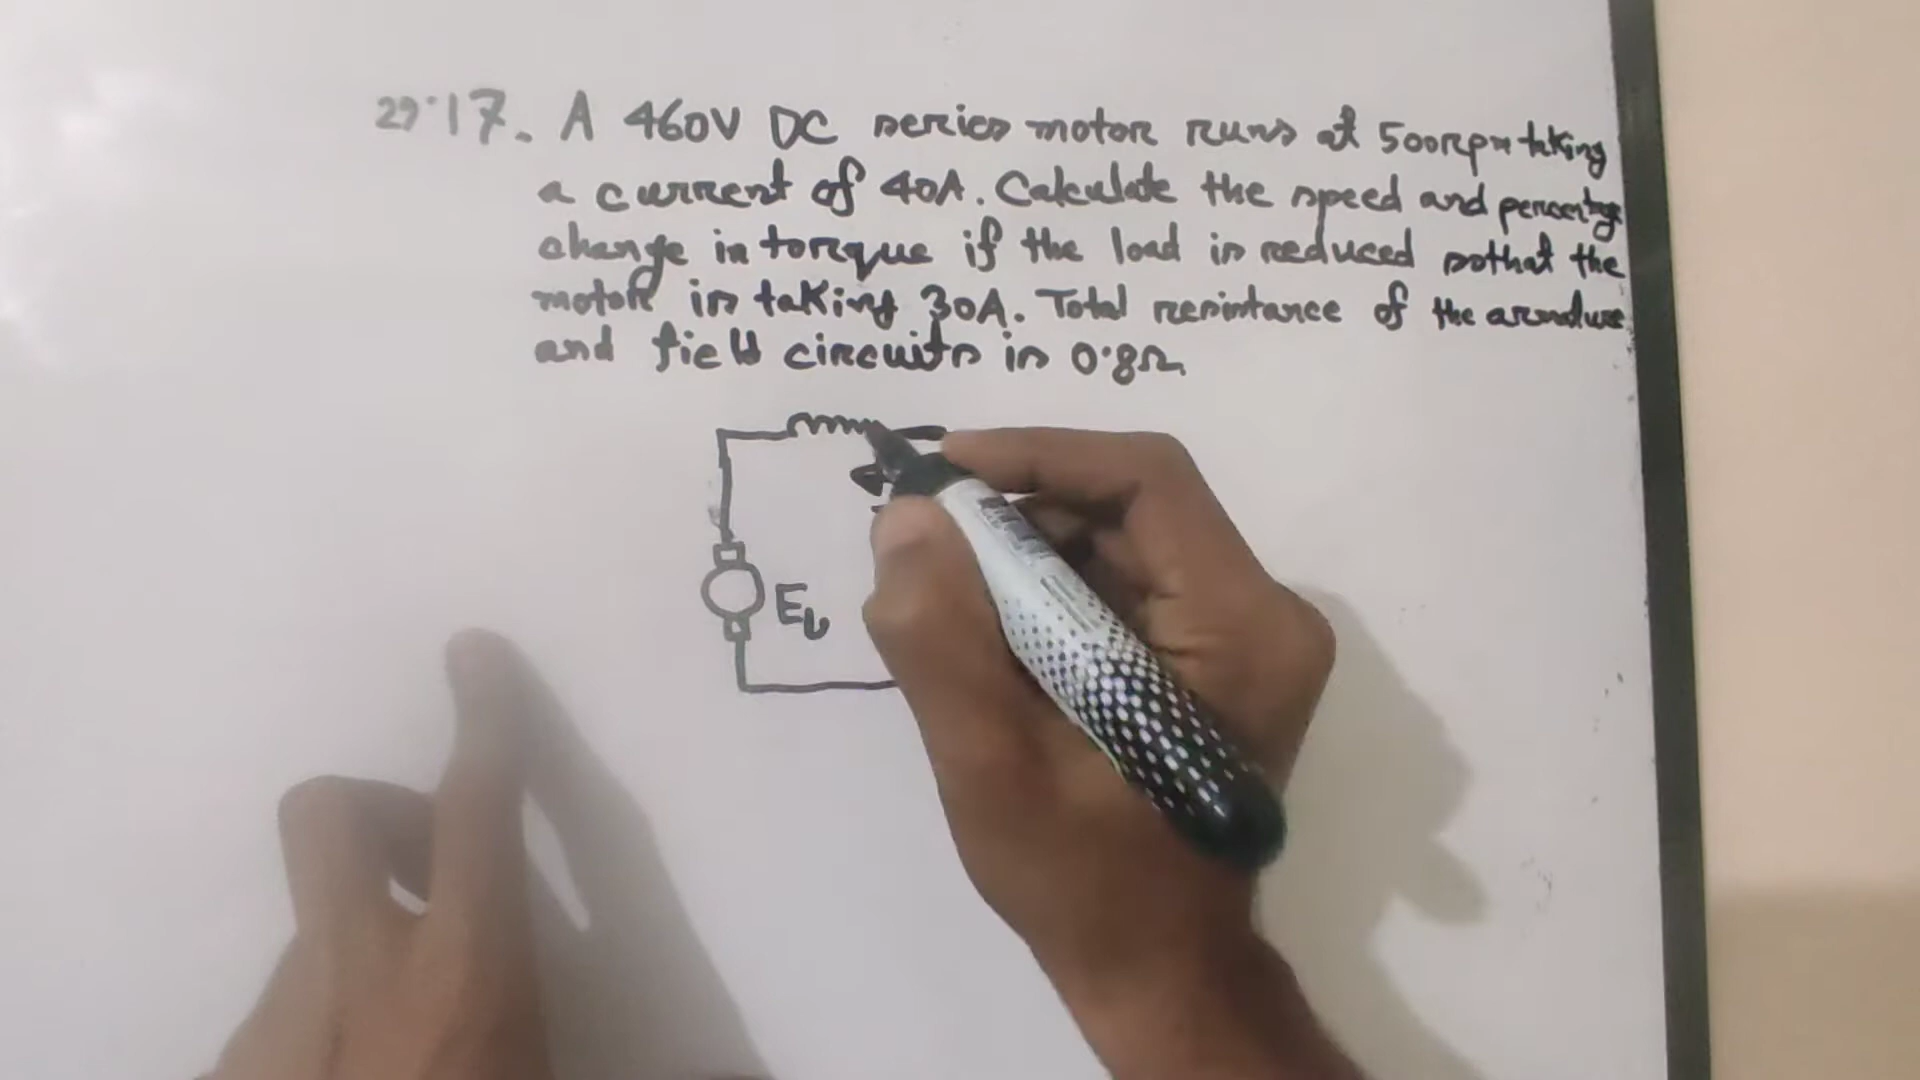 29.17. A 460V DC series motor runs at 500rpm taking
a current of 40A. Calculate the speed and percentage
change in torque if the load is reduced so that the
motor is taking 30A. Total resistance of the armature
and field circuits is 0.8Ω.
Eb